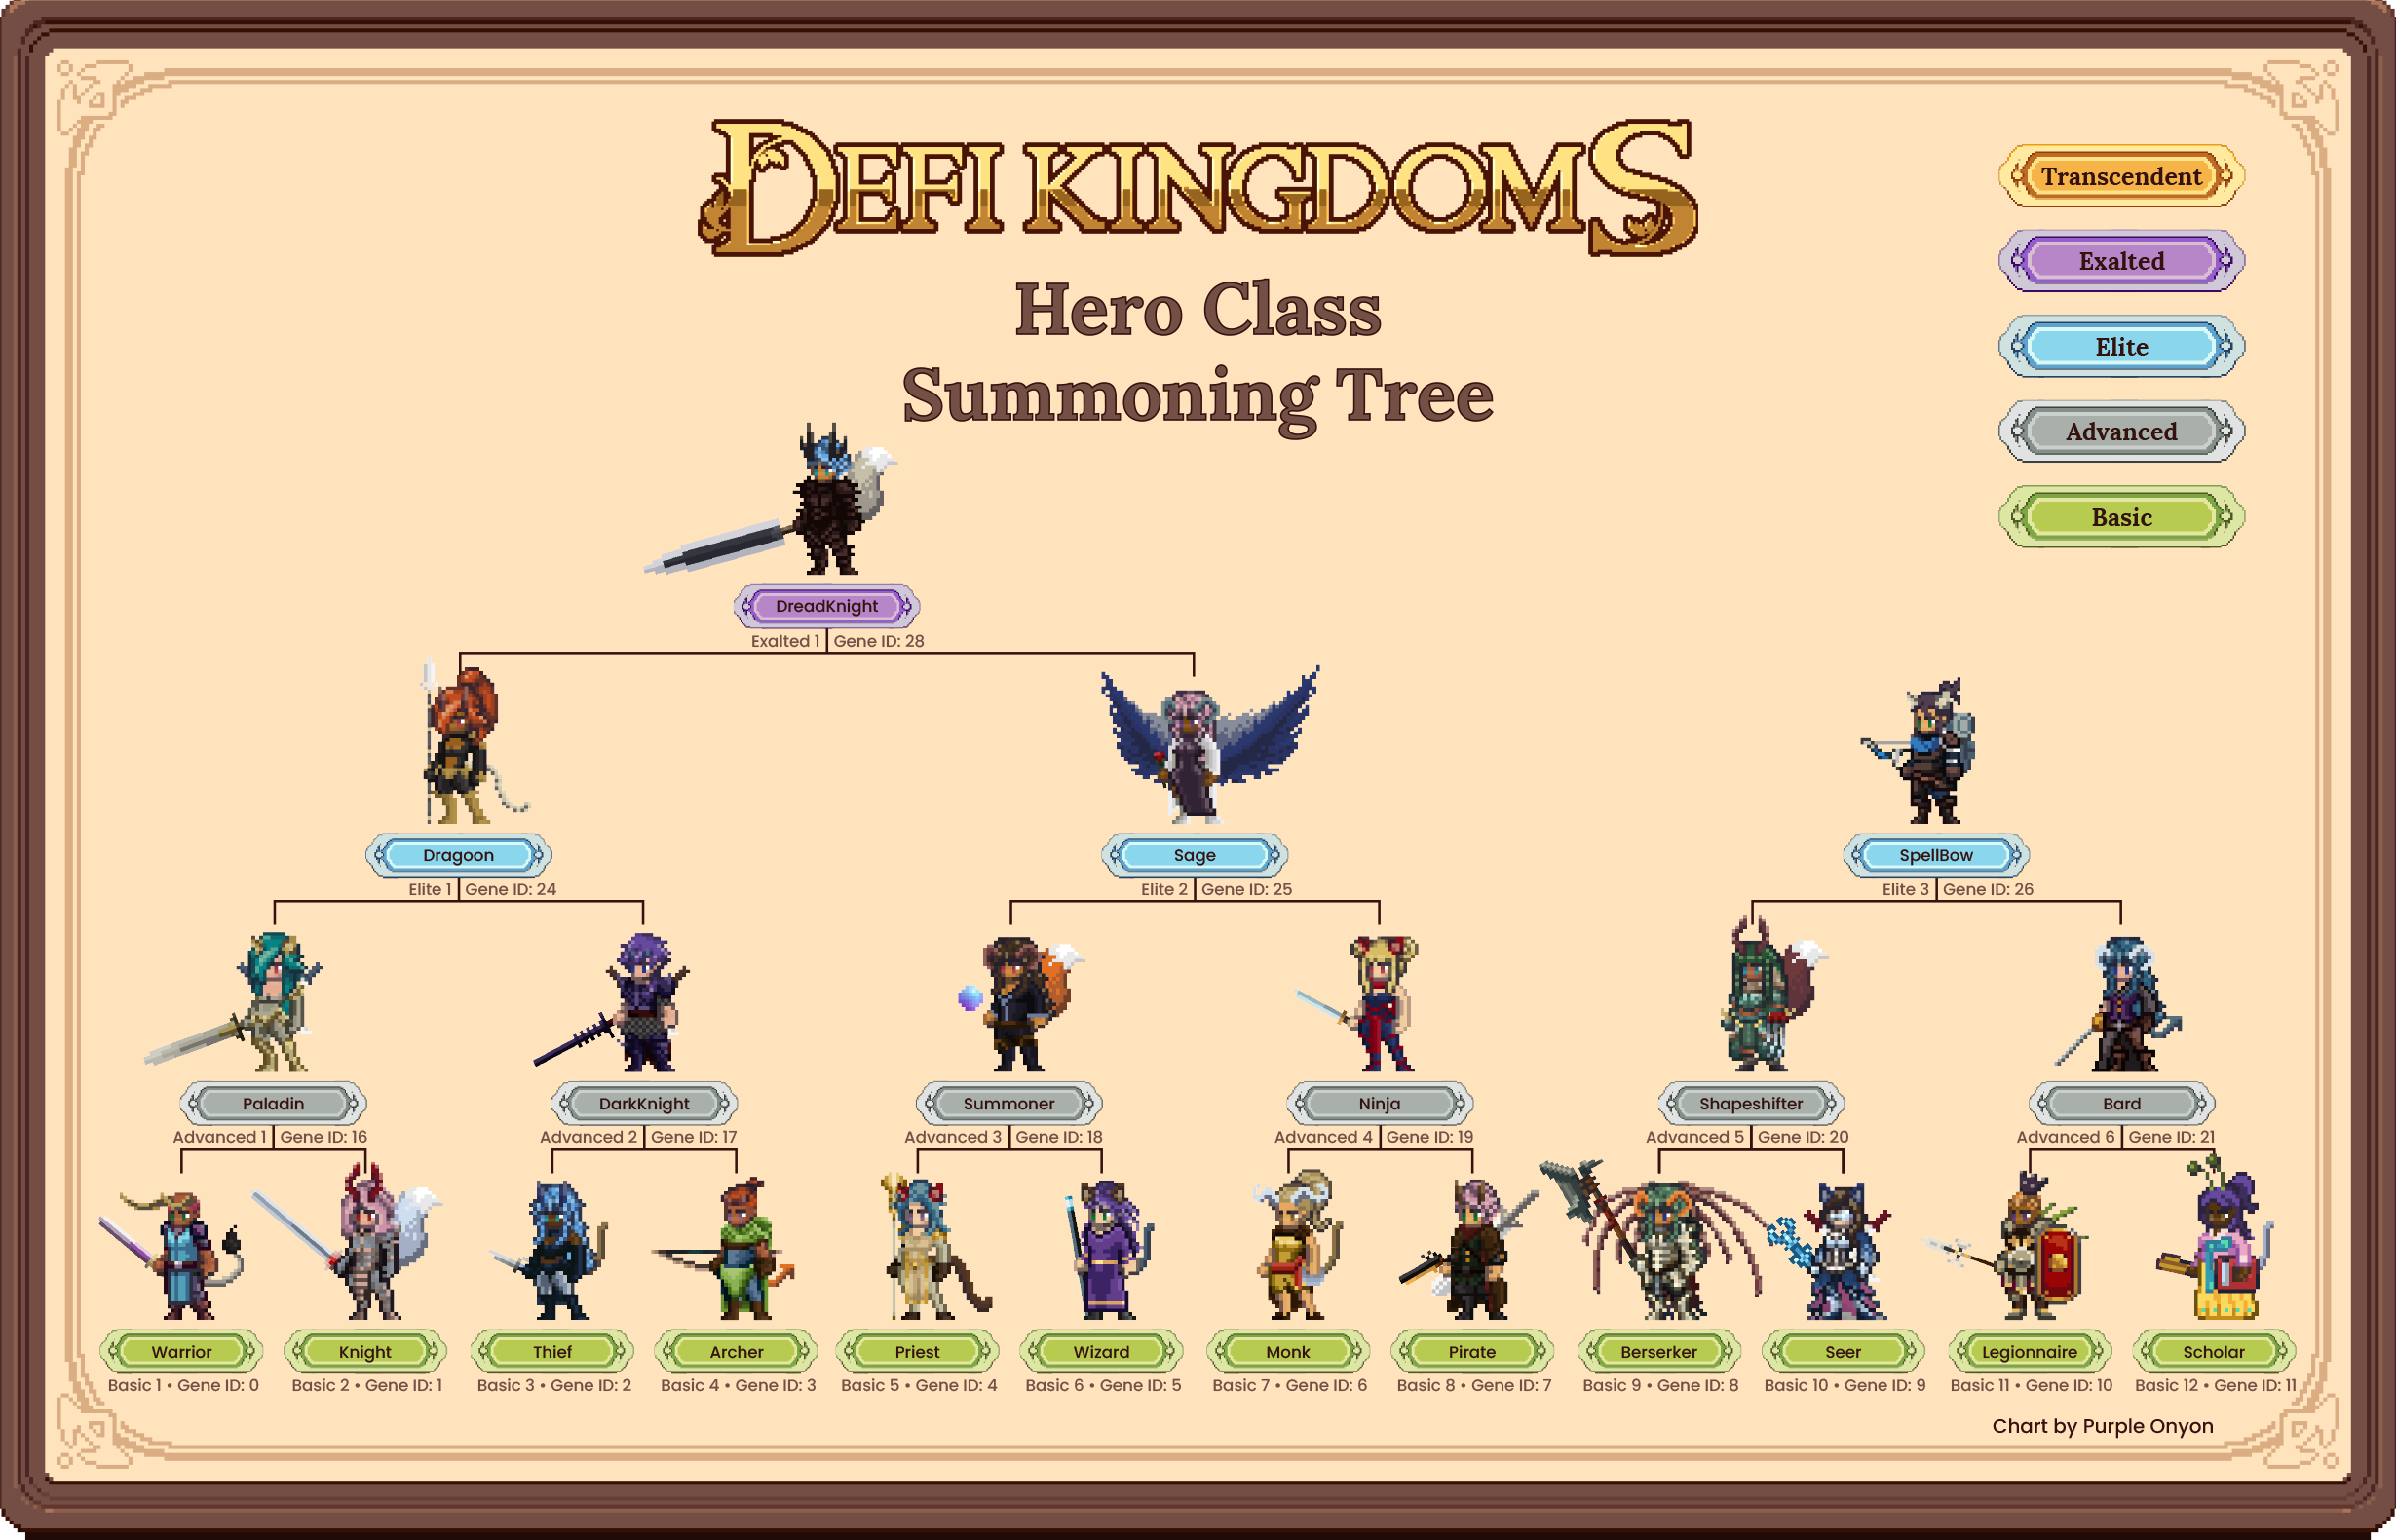 DEFI KINGDOMS
Hero Class
Summoning Tree
Transcendent
Exalted
Elite
Advanced
Basic
DreadKnight
Exalted 1 Gene ID: 28
Dragoon
Elite 1 Gene ID: 24
Sage
Elite 2 Gene ID: 25
SpellBow
Elite 3 Gene ID: 26
Paladin
Advanced 1 Gene ID: 16
DarkKnight
Advanced 2 Gene ID: 17
Summoner
Advanced 3 Gene ID: 18
Ninja
Advanced 4 Gene ID: 19
Shapeshifter
Advanced 5 Gene ID: 20
Bard
Advanced 6 Gene ID: 21
Warrior
Basic 1 • Gene ID: 0
Knight
Basic 2 • Gene ID: 1
Thief
Basic 3 • Gene ID: 2
Archer
Basic 4 • Gene ID: 3
Priest
Basic 5 • Gene ID: 4
Wizard
Basic 6 • Gene ID: 5
Monk
Basic 7 • Gene ID: 6
Pirate
Basic 8 • Gene ID: 7
Berserker
Basic 9 • Gene ID: 8
Seer
Basic 10 • Gene ID: 9
Legionnaire
Basic 11 • Gene ID: 10
Scholar
Basic 12 • Gene ID: 11
Chart by Purple Onyon